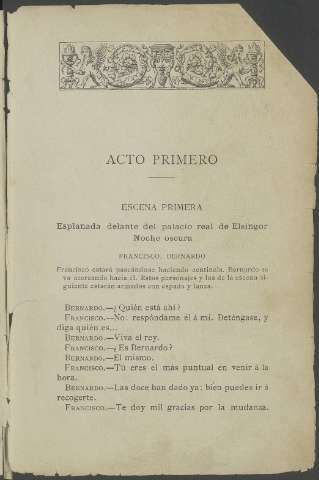 ACTO PRIMERO
ESCENA PRIMERA
Esplanada delante del palacio real de Elsingor
Noche oscura
FRANCISCO, BERNARDO
Francisco estará paseándose haciendo centinela. Bernardo se
va acercando hacia él. Estos personajes y los de la escena si-
guiente estarán armados con espada y lanza.
BERNARDO.—¿Quién está ahí?
FRANCISCO.—No: respóndame él á mí. Deténgase, y
diga quién es...
BERNARDO.—Viva el rey.
FRANCISCO.—¿Es Bernardo?
BERNARDO.—El mismo.
FRANCISCO.—Tú eres el más puntual en venir á la
hora.
BERNARDO.—Las doce han dado ya: bien puedes ir á
recogerte.
FRANCISCO.—Te doy mil gracias por la mudanza.